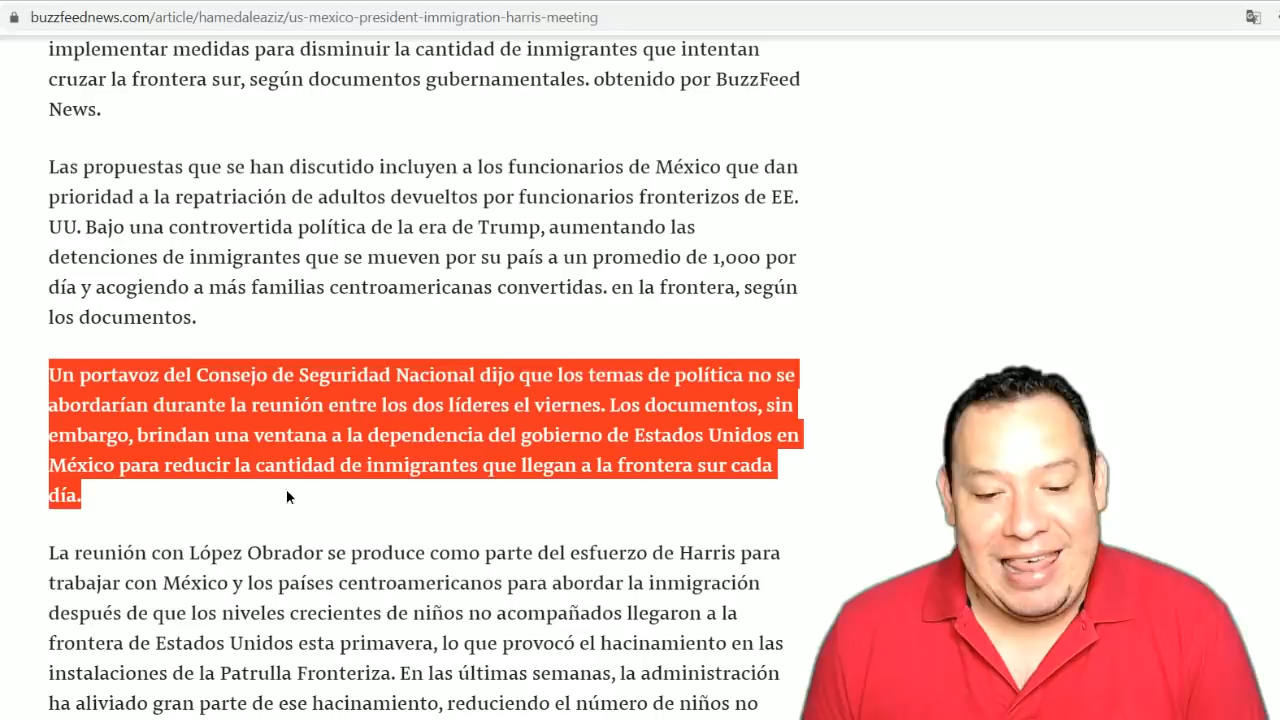 buzzfeednews.com/article/hamedaleaziz/us-mexico-president-immigration-harris-meeting
implementar medidas para disminuir la cantidad de inmigrantes que intentan
cruzar la frontera sur, según documentos gubernamentales. obtenido por BuzzFeed
News.
Las propuestas que se han discutido incluyen a los funcionarios de México que dan
prioridad a la repatriación de adultos devueltos por funcionarios fronterizos de EE.
UU. Bajo una controvertida política de la era de Trump, aumentando las
detenciones de inmigrantes que se mueven por su país a un promedio de 1,000 por
día y acogiendo a más familias centroamericanas convertidas. en la frontera, según
los documentos.
Un portavoz del Consejo de Seguridad Nacional dijo que los temas de política no se
abordarían durante la reunión entre los dos líderes el viernes. Los documentos, sin
embargo, brindan una ventana a la dependencia del gobierno de Estados Unidos en
México para reducir la cantidad de inmigrantes que llegan a la frontera sur cada
día.
La reunión con López Obrador se produce como parte del esfuerzo de Harris para
trabajar con México y los países centroamericanos para abordar la inmigración
después de que los niveles crecientes de niños no acompañados llegaron a la
frontera de Estados Unidos esta primavera, lo que provocó el hacinamiento en las
instalaciones de la Patrulla Fronteriza. En las últimas semanas, la administración
ha aliviado gran parte de ese hacinamiento, reduciendo el número de niños no